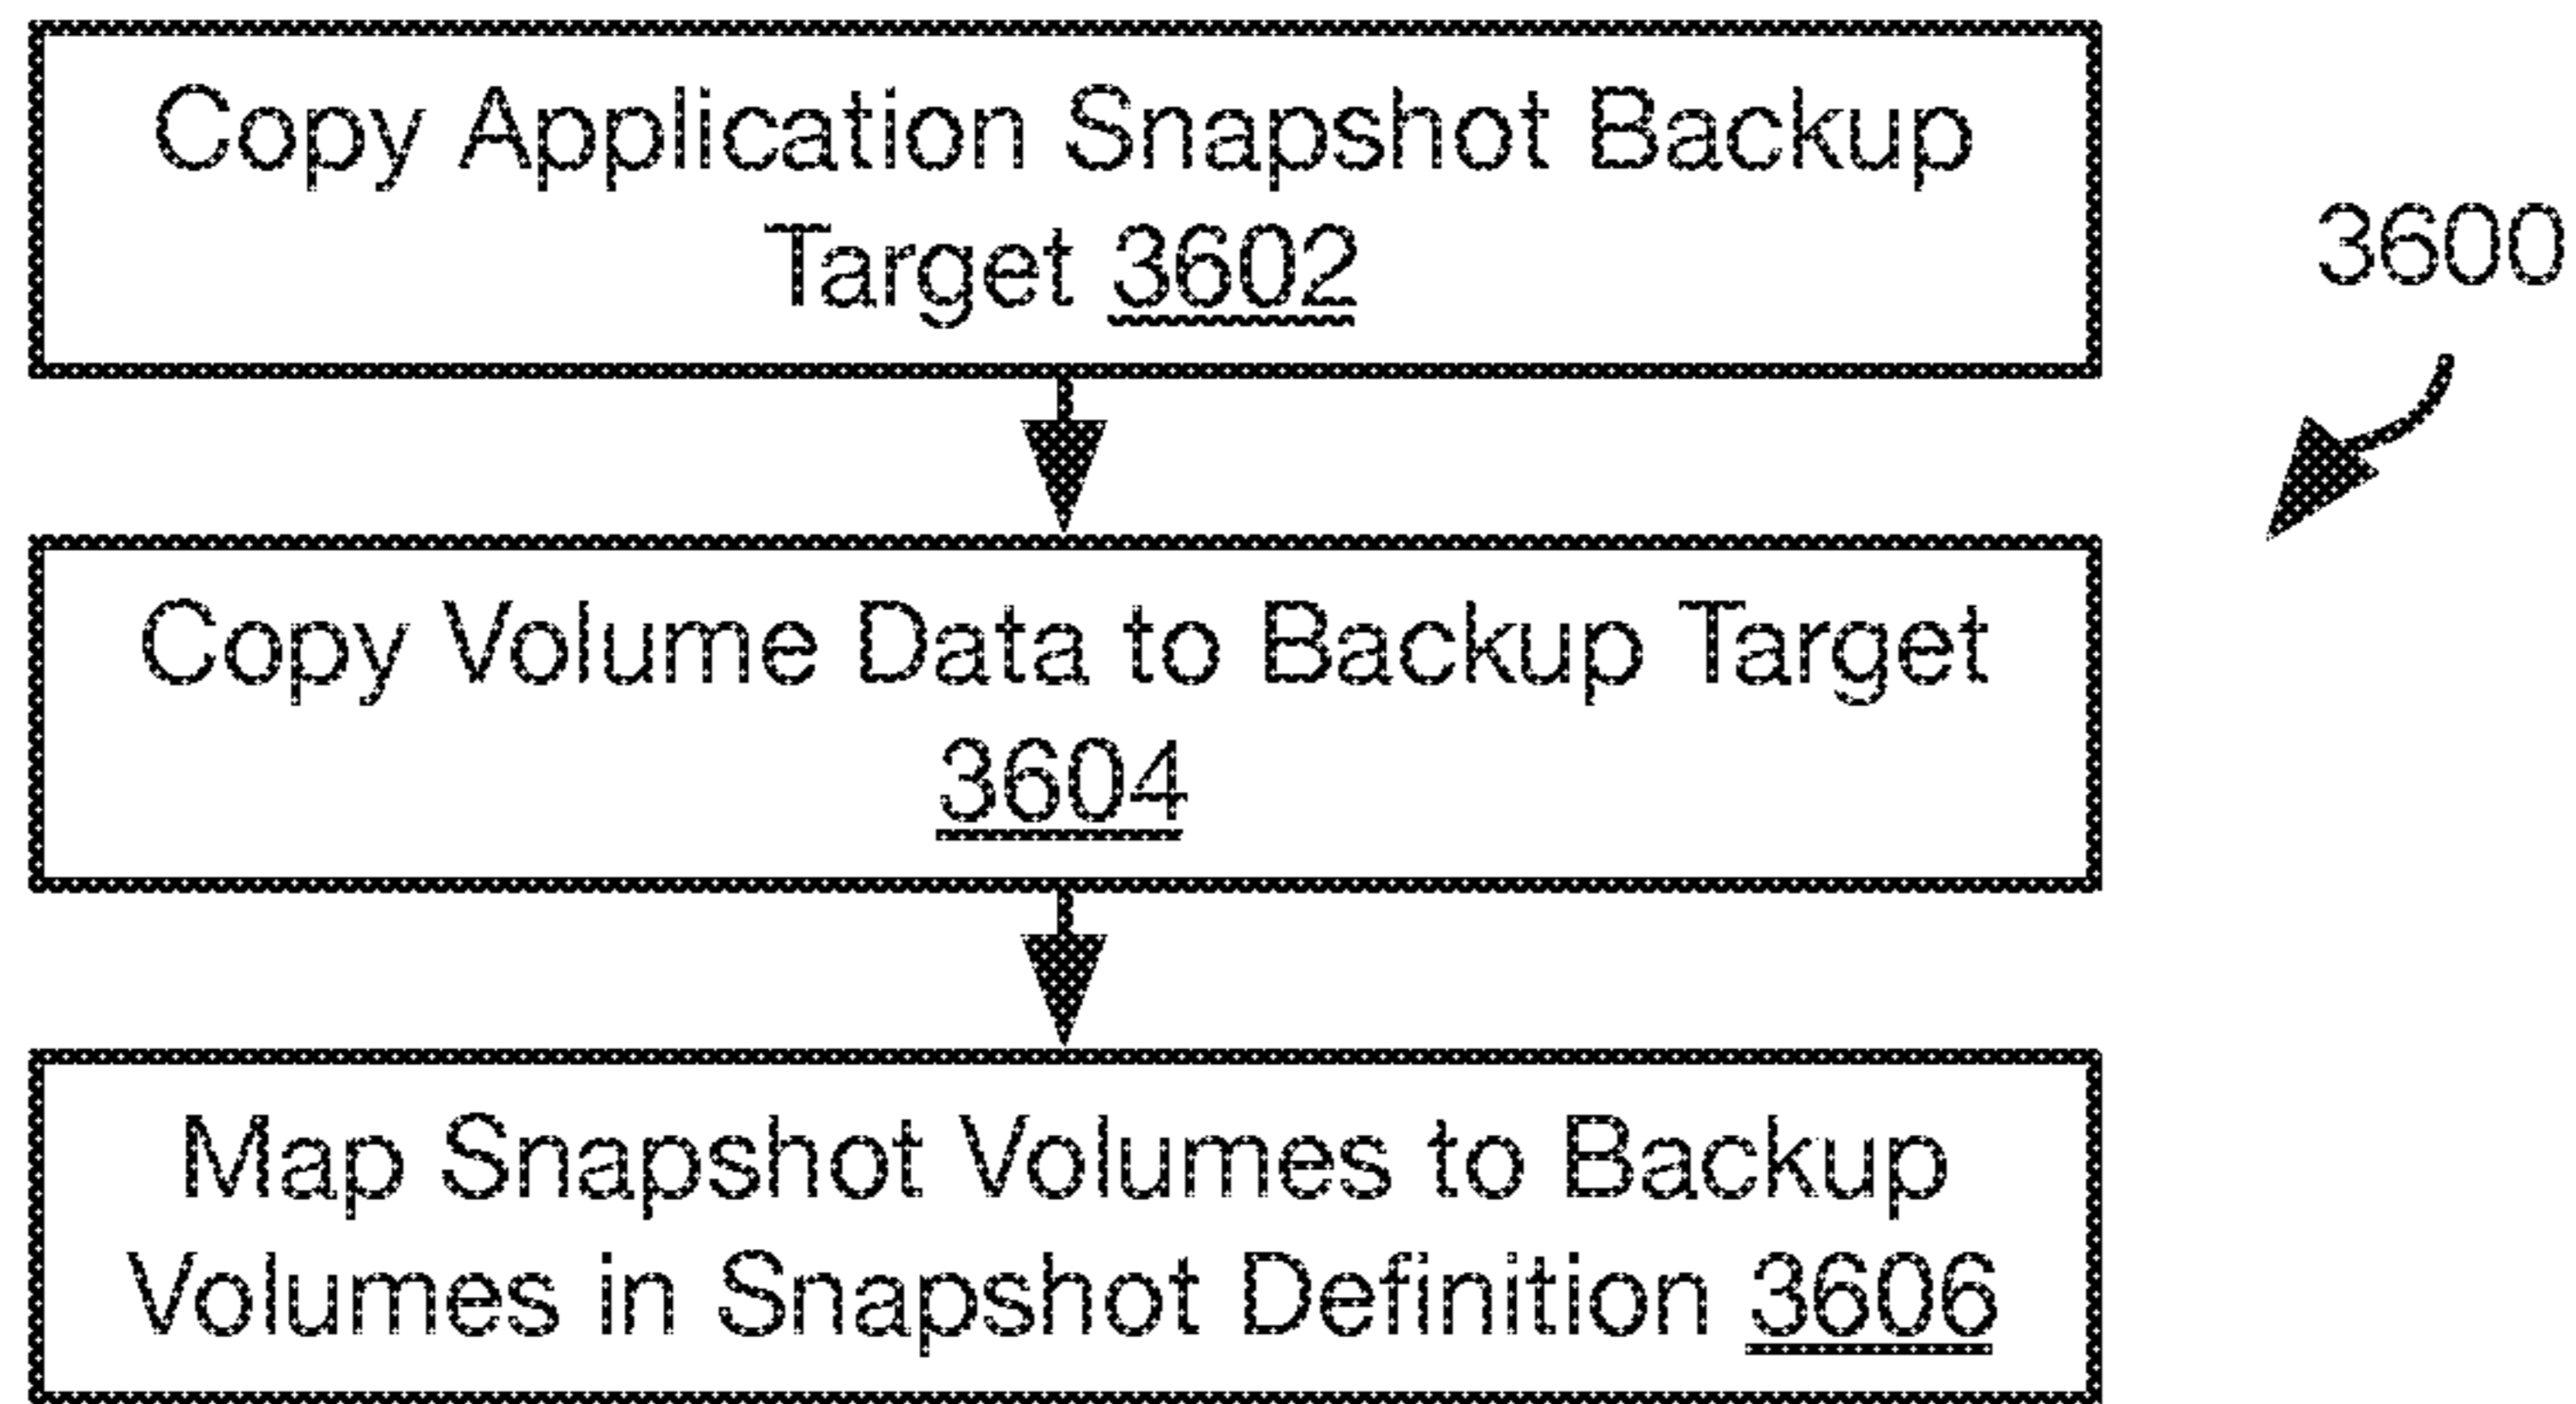 Copy Application Snapshot Backup
Target 3602
3600
Copy Volume Data to Backup Target
3604
Map Snapshot Volumes to Backup
Volumes in Snapshot Definition 3606